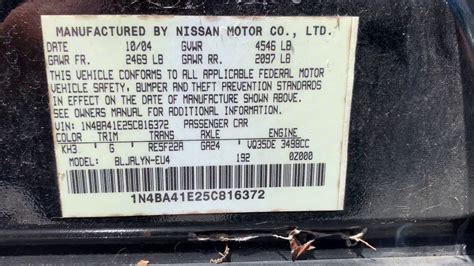 MANUFACTURED BY NISSAN MOTOR CO., LTD.
10/04 GVWR 4546 LB
GAWR FR. 2469 LB GAWR RR. 2097 LB
THIS VEHICLE CONFORMS TO ALL APPLICABLE FEDERAL MOTOR
VEHICLE SAFETY, BUMPER AND THEFT PREVENTION STANDARDS
IN EFFECT ON THE DATE OF MANUFACTURE SHOWN ABOVE.
SEE OWNERS MANUAL FOR ADDITIONAL INFORMATION.
VIN: 1N4BA41E25C816372 PASSENGER CAR
COLOR TRIM TRANS AXLE ENGINE
KH3 G RE5F22A GA24 VQ35DE 3498CC
MODEL BLJALYN-EU4 192 0Z000
1N4BA41E25C816372